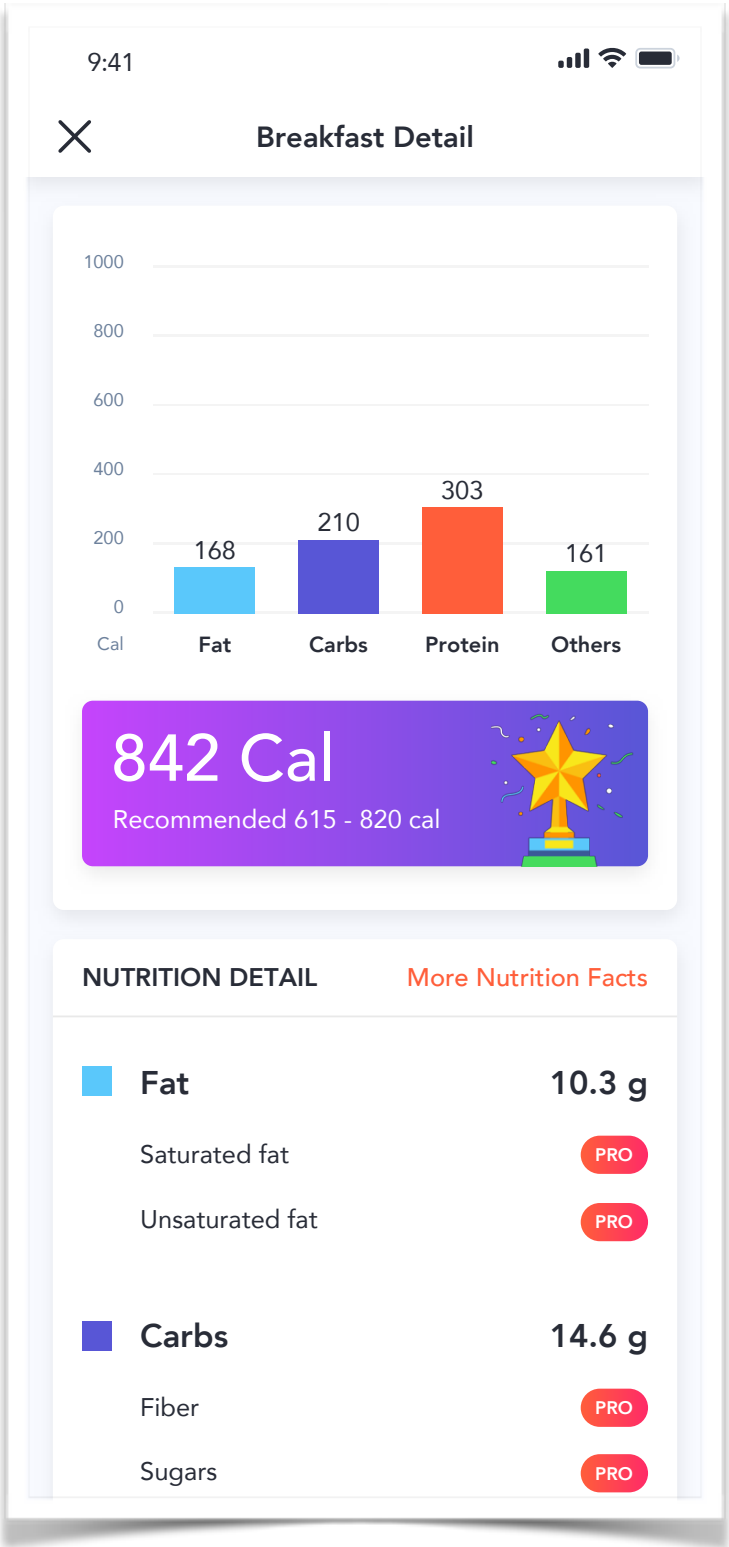 9:41
Breakfast Detail
1000
800
600
400
200
0
Cal
168
210
303
161
Fat
Carbs
Protein
Others
842 Cal
Recommended 615 - 820 cal
NUTRITION DETAIL
More Nutrition Facts
Fat 10.3 g
Saturated fat PRO
Unsaturated fat PRO
Carbs 14.6 g
Fiber PRO
Sugars PRO